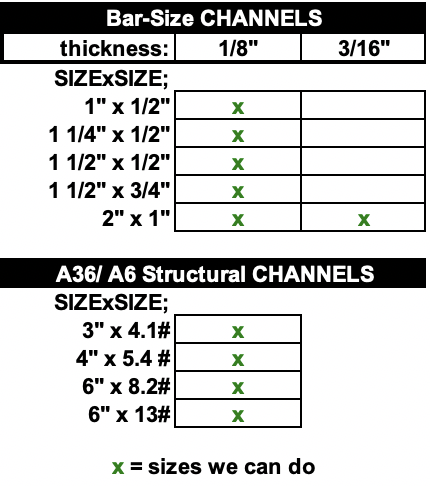 Bar-Size CHANNELS
thickness: 1/8" 3/16"
SIZExSIZE;
1" x 1/2" x
1 1/4" x 1/2" x
1 1/2" x 1/2" x
1 1/2" x 3/4" x
2" x 1" x x
A36/ A6 Structural CHANNELS
SIZExSIZE;
3" x 4.1# x
4" x 5.4 # x
6" x 8.2# x
6" x 13# x
x = sizes we can do